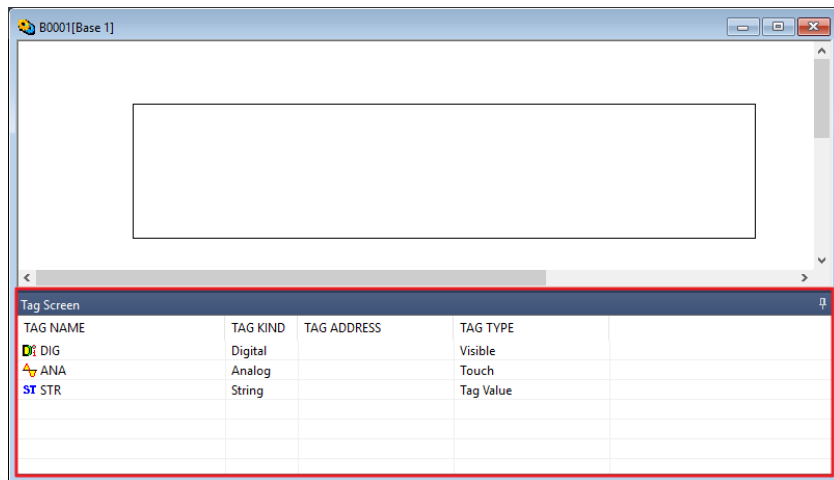 B0001[Base 1]
Tag Screen
TAG NAME TAG KIND TAG ADDRESS TAG TYPE
Di DIG Digital Visible
ANA Analog Touch
ST STR String Tag Value